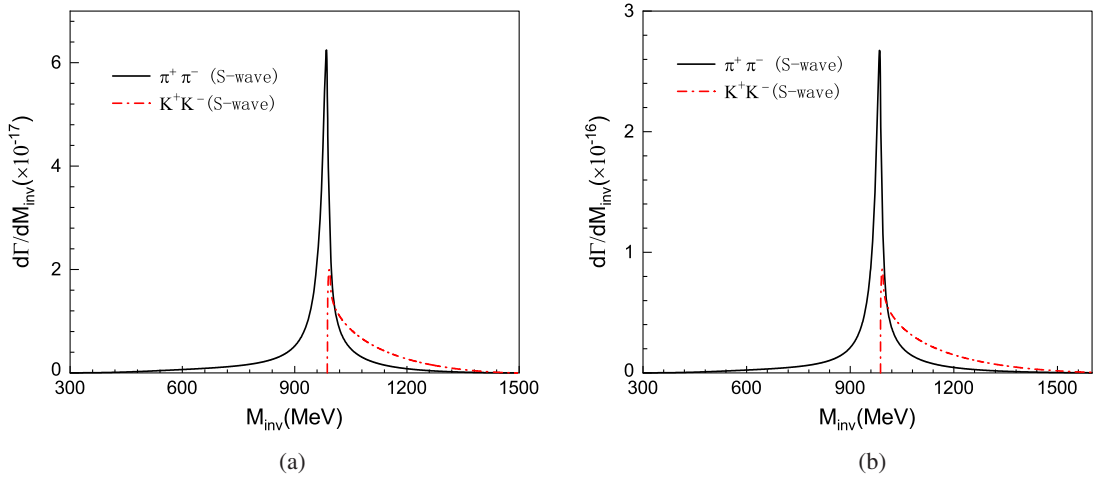 π⁺ π⁻ (S-wave)
K⁺K⁻(S-wave)
dΓ/dM_inv(×10⁻¹⁷)
6
4
2
0
300 600 900 1200 1500
M_inv(MeV)
(a)
π⁺ π⁻ (S-wave)
K⁺K⁻(S-wave)
dΓ/dM_inv(×10⁻¹⁶)
3
2
1
0
300 600 900 1200 1500
M_inv(MeV)
(b)